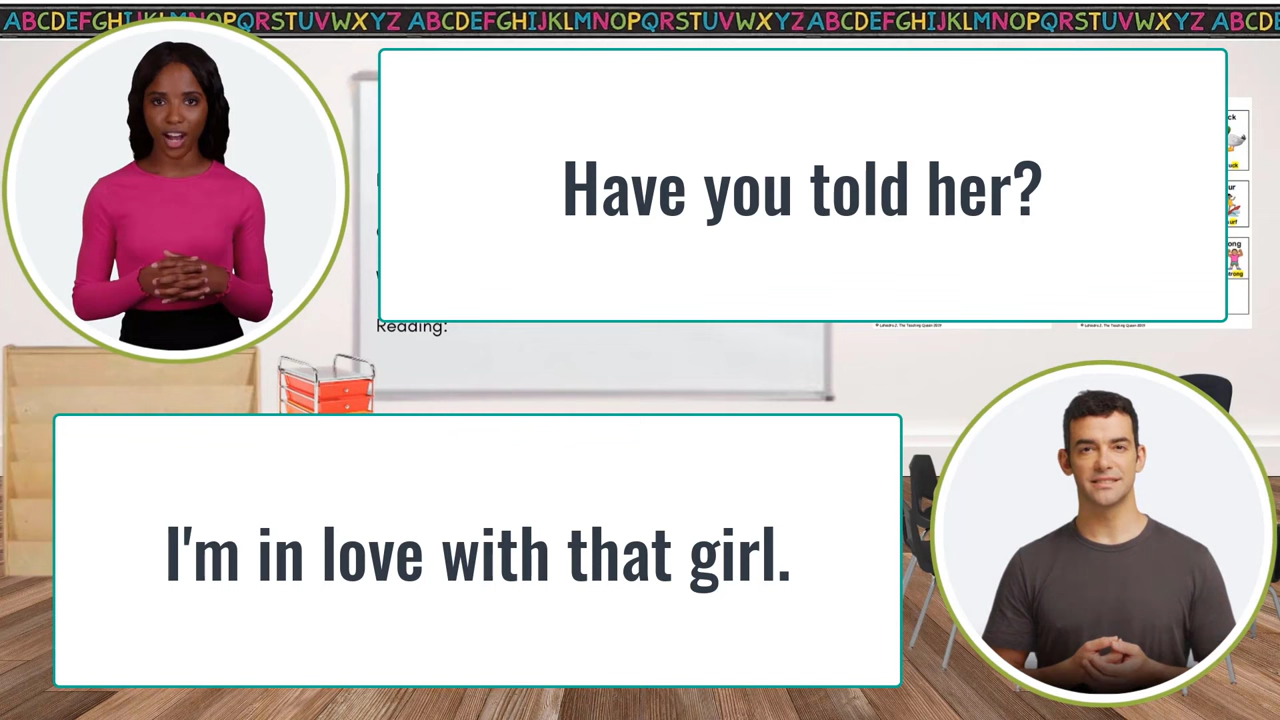 ABCDEFGHIJKLMNOPQRSTUVWXYZ ABCDEFGHIJKLMNOPQRSTUVWXYZ ABCDEFGHIJKLMNOPQRSTUVWXYZ ABCDE
Have you told her?
Reading:
I'm in love with that girl.